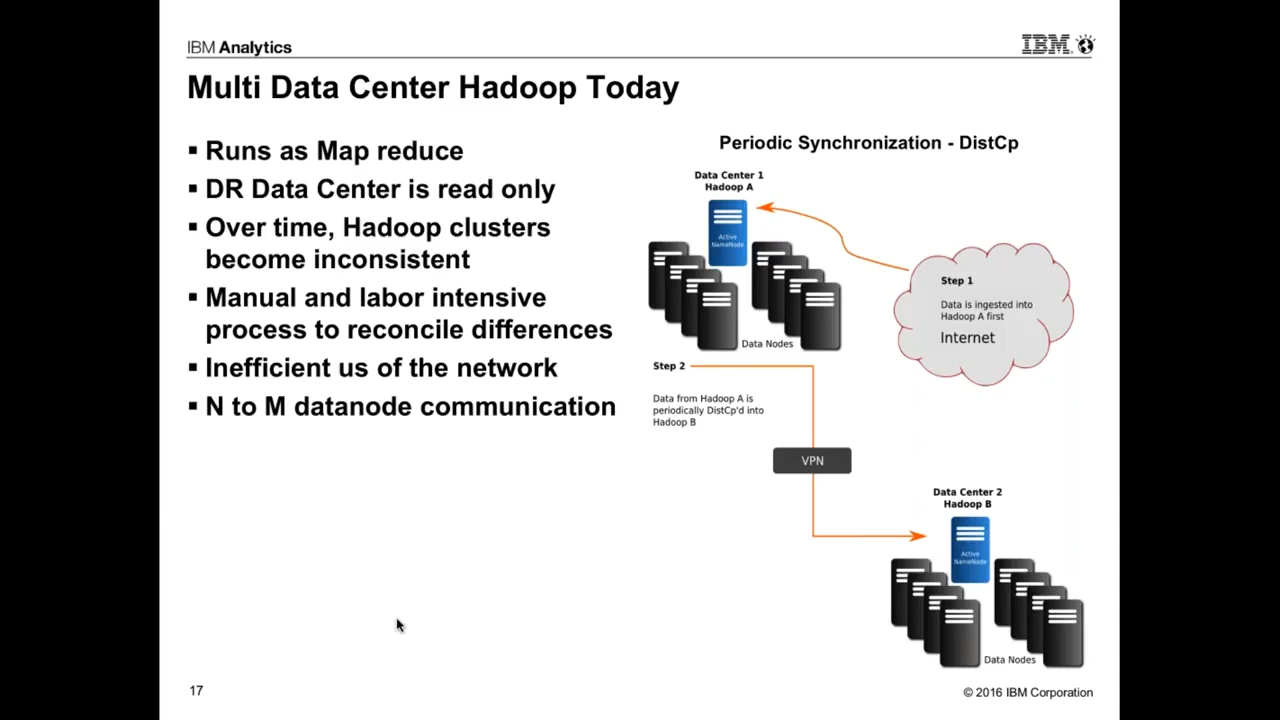 IBM Analytics
IBM
Multi Data Center Hadoop Today
▪ Runs as Map reduce
▪ DR Data Center is read only
▪ Over time, Hadoop clusters
become inconsistent
▪ Manual and labor intensive
process to reconcile differences
▪ Inefficient us of the network
▪ N to M datanode communication
Periodic Synchronization - DistCp
Data Center 1
Hadoop A
Active
NameNode
Data Nodes
Step 1
Data is ingested into
Hadoop A first
Internet
Step 2
Data from Hadoop A is
periodically DistCp'd into
Hadoop B
VPN
Data Center 2
Hadoop B
Active
NameNode
Data Nodes
17
© 2016 IBM Corporation